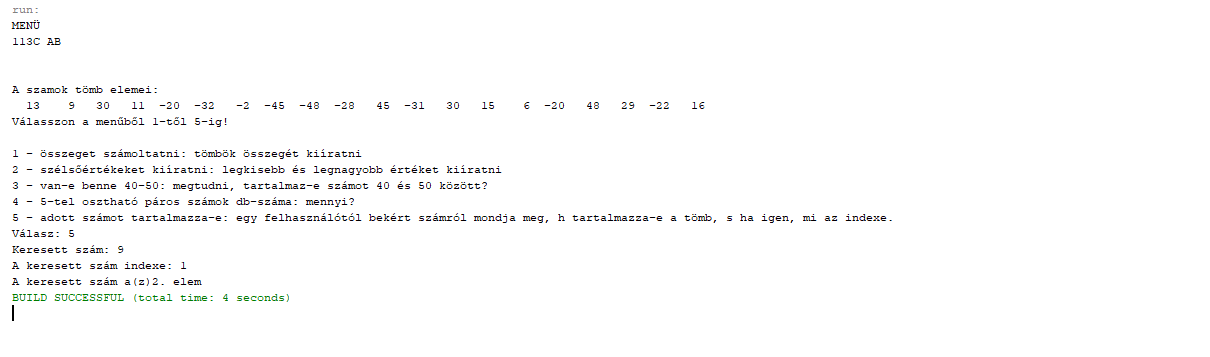 run:
MENÜ
113C AB
A szamok tömb elemei:
13 9 30 11 -20 -32 -2 -45 -48 -28 45 -31 30 15 6 -20 48 29 -22 16
Válasszon a menűből 1-től 5-ig!
1 - összeget számoltatni: tömbök összegét kiíratni
2 - szélsőértékeket kiíratni: legkisebb és legnagyobb értéket kiíratni
3 - van-e benne 40-50: megtudni, tartalmaz-e számot 40 és 50 között?
4 - 5-tel osztható páros számok db-száma: mennyi?
5 - adott számot tartalmazza-e: egy felhasználótól bekért számról mondja meg, h tartalmazza-e a tömb, s ha igen, mi az indexe.
Válasz: 5
Keresett szám: 9
A keresett szám indexe: 1
A keresett szám a(z)2. elem
BUILD SUCCESSFUL (total time: 4 seconds)